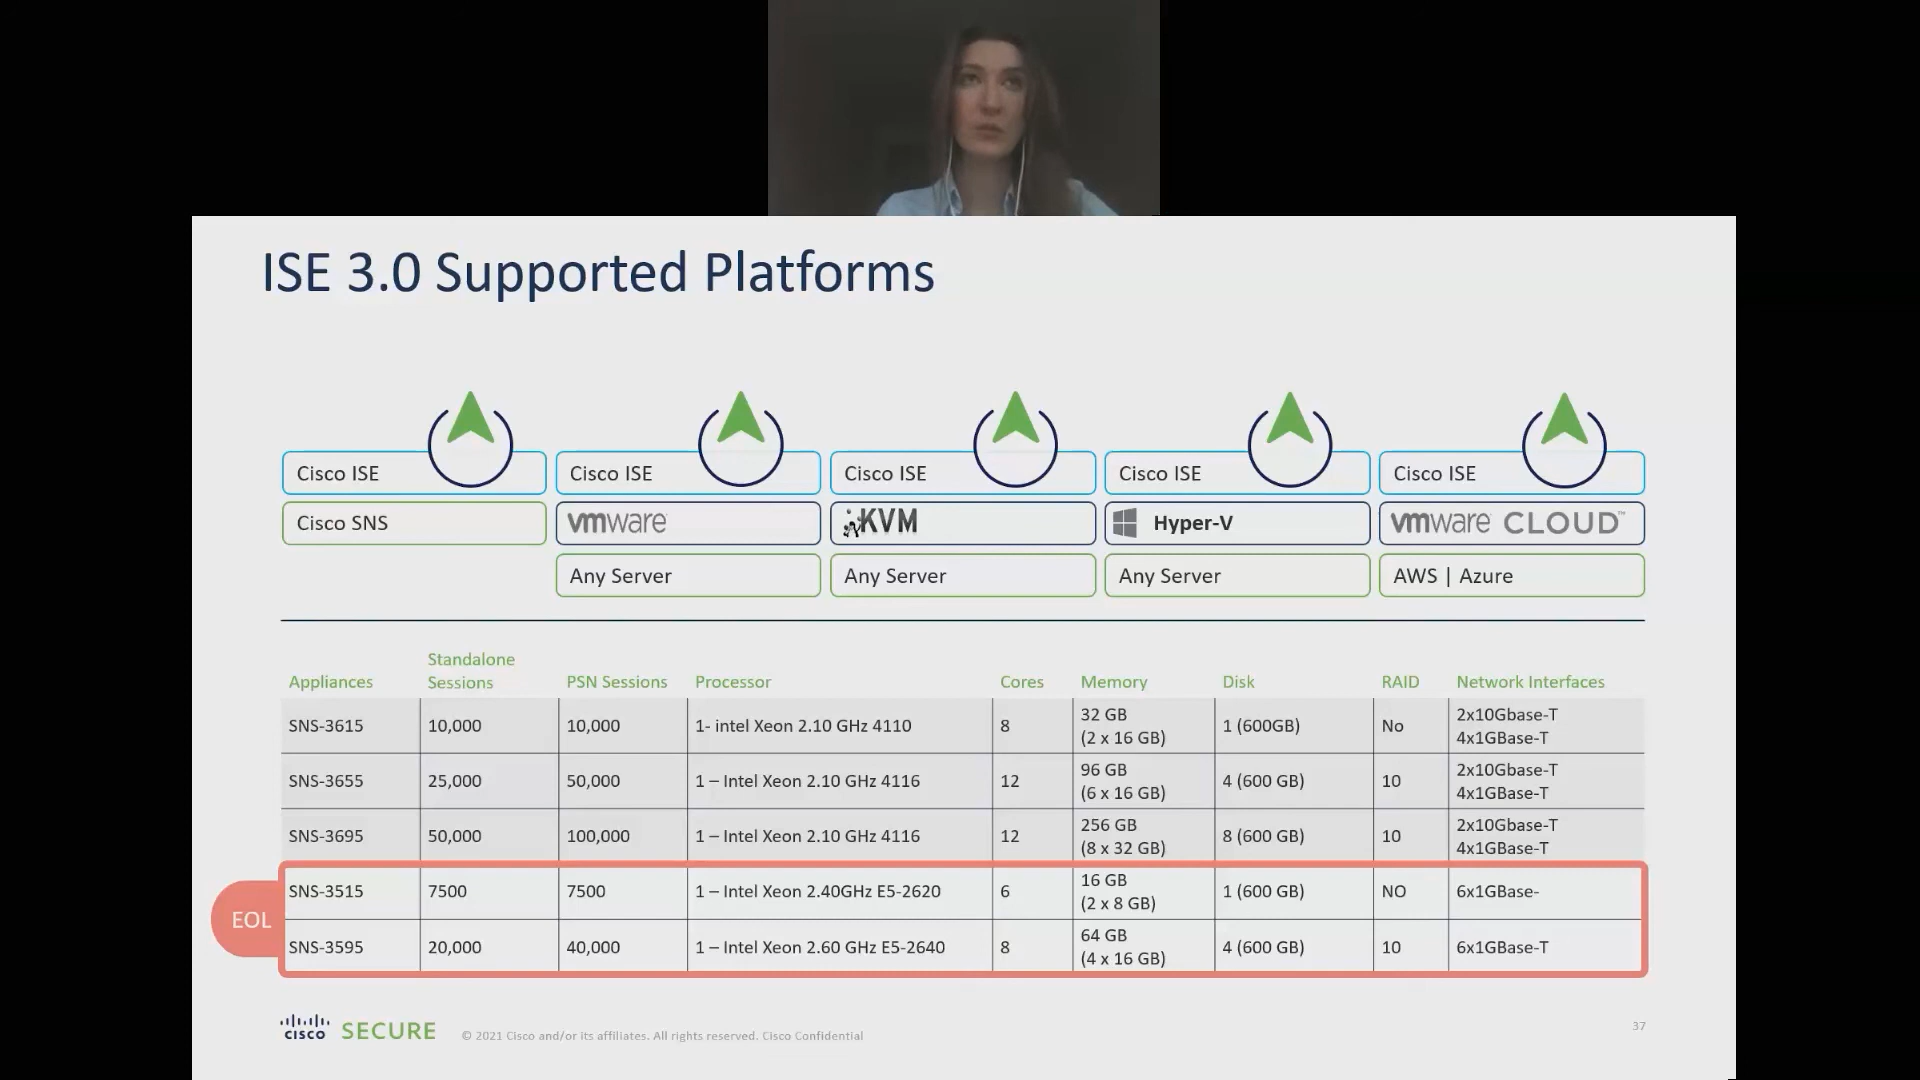 ISE 3.0 Supported Platforms
Cisco ISE
Cisco ISE
Cisco ISE
Cisco ISE
Cisco ISE
Cisco SNS
vmware
KVM
Hyper-V
vmware CLOUD™
Any Server
Any Server
Any Server
AWS | Azure
Appliances Standalone Sessions PSN Sessions Processor Cores Memory Disk RAID Network Interfaces
SNS-3615 10,000 10,000 1- intel Xeon 2.10 GHz 4110 8 32 GB (2 x 16 GB) 1 (600GB) No 2x10Gbase-T 4x1GBase-T
SNS-3655 25,000 50,000 1 – Intel Xeon 2.10 GHz 4116 12 96 GB (6 x 16 GB) 4 (600 GB) 10 2x10Gbase-T 4x1GBase-T
SNS-3695 50,000 100,000 1 – Intel Xeon 2.10 GHz 4116 12 256 GB (8 x 32 GB) 8 (600 GB) 10 2x10Gbase-T 4x1GBase-T
EOL
SNS-3515 7500 7500 1 – Intel Xeon 2.40GHz E5-2620 6 16 GB (2 x 8 GB) 1 (600 GB) NO 6x1GBase-
SNS-3595 20,000 40,000 1 – Intel Xeon 2.60 GHz E5-2640 8 64 GB (4 x 16 GB) 4 (600 GB) 10 6x1GBase-T
cisco SECURE © 2021 Cisco and/or its affiliates. All rights reserved. Cisco Confidential 37